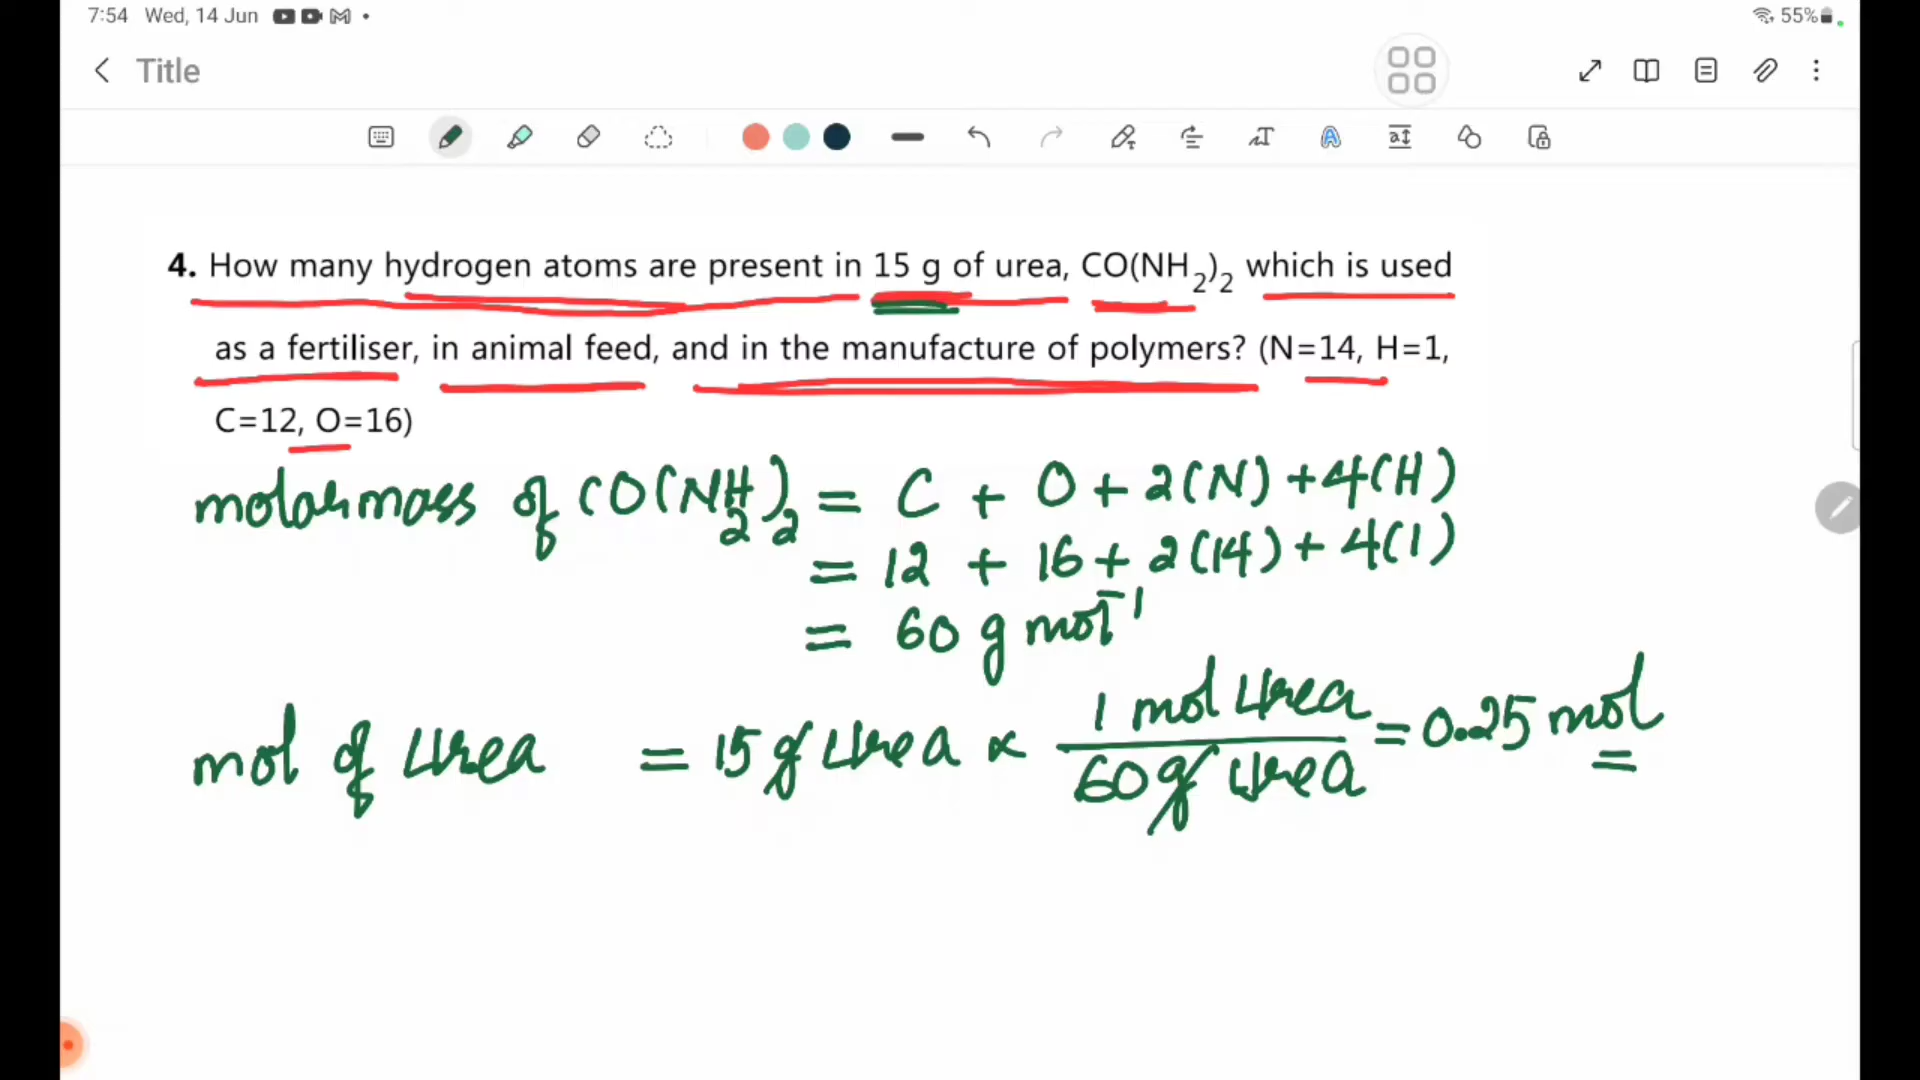 7:54 Wed, 14 Jun
55%
Title
4. How many hydrogen atoms are present in 15 g of urea, CO(NH₂)₂ which is used
as a fertiliser, in animal feed, and in the manufacture of polymers? (N=14, H=1,
C=12, O=16)
molar mass of CO(NH₂)₂ = C + O + 2(N) + 4(H)
= 12 + 16 + 2(14) + 4(1)
= 60 g mol⁻¹
mol of urea = 15 g urea × 1 mol urea / 60 g urea = 0.25 mol